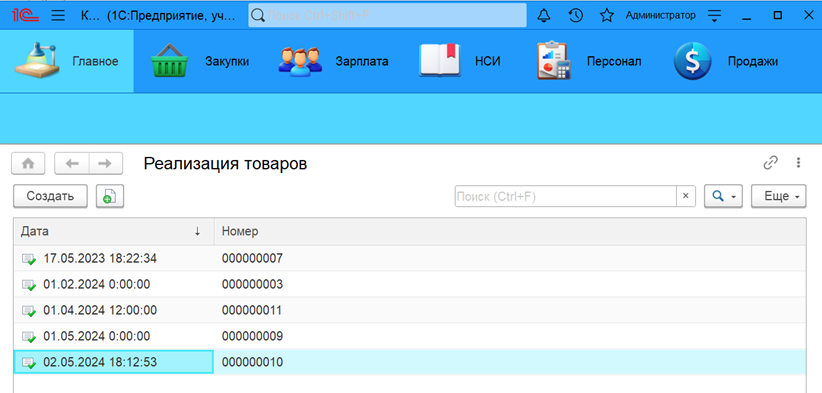 1С К... (1С:Предприятие, уч... Поиск Ctrl+Shift+F Администратор
Главное Закупки Зарплата НСИ Персонал Продажи
Реализация товаров
Создать Поиск (Ctrl+F) × Еще
Дата ↓ Номер
17.05.2023 18:22:34 000000007
01.02.2024 0:00:00 000000003
01.04.2024 12:00:00 000000011
01.05.2024 0:00:00 000000009
02.05.2024 18:12:53 000000010